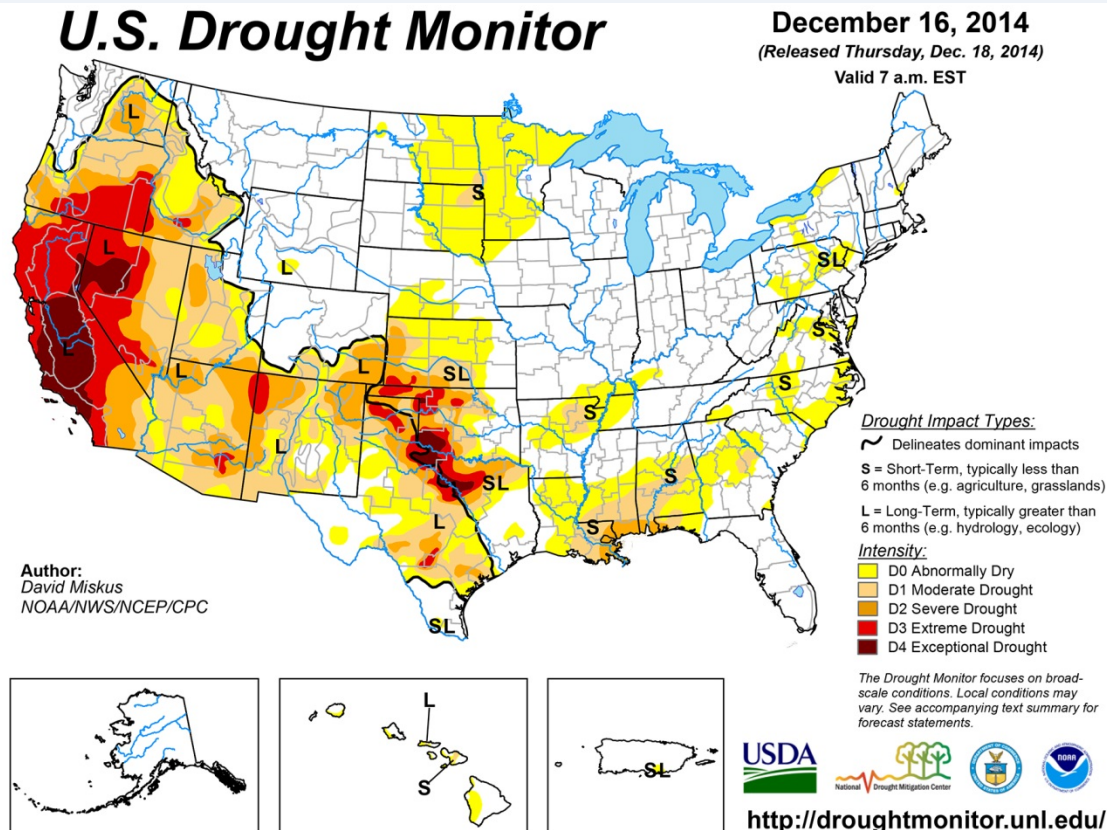 U.S. Drought Monitor
December 16, 2014
(Released Thursday, Dec. 18, 2014)
Valid 7 a.m. EST
L
S
L
L
SL
S
L
L
L
SL
S
S
L
SL
L
S
S
SL
Author:
David Miskus
NOAA/NWS/NCEP/CPC
Drought Impact Types:
Delineates dominant impacts
S = Short-Term, typically less than
6 months (e.g. agriculture, grasslands)
L = Long-Term, typically greater than
6 months (e.g. hydrology, ecology)
Intensity:
D0 Abnormally Dry
D1 Moderate Drought
D2 Severe Drought
D3 Extreme Drought
D4 Exceptional Drought
The Drought Monitor focuses on broad-
scale conditions. Local conditions may
vary. See accompanying text summary for
forecast statements.
L
S
SL
USDA
National Drought Mitigation Center
NOAA
http://droughtmonitor.unl.edu/